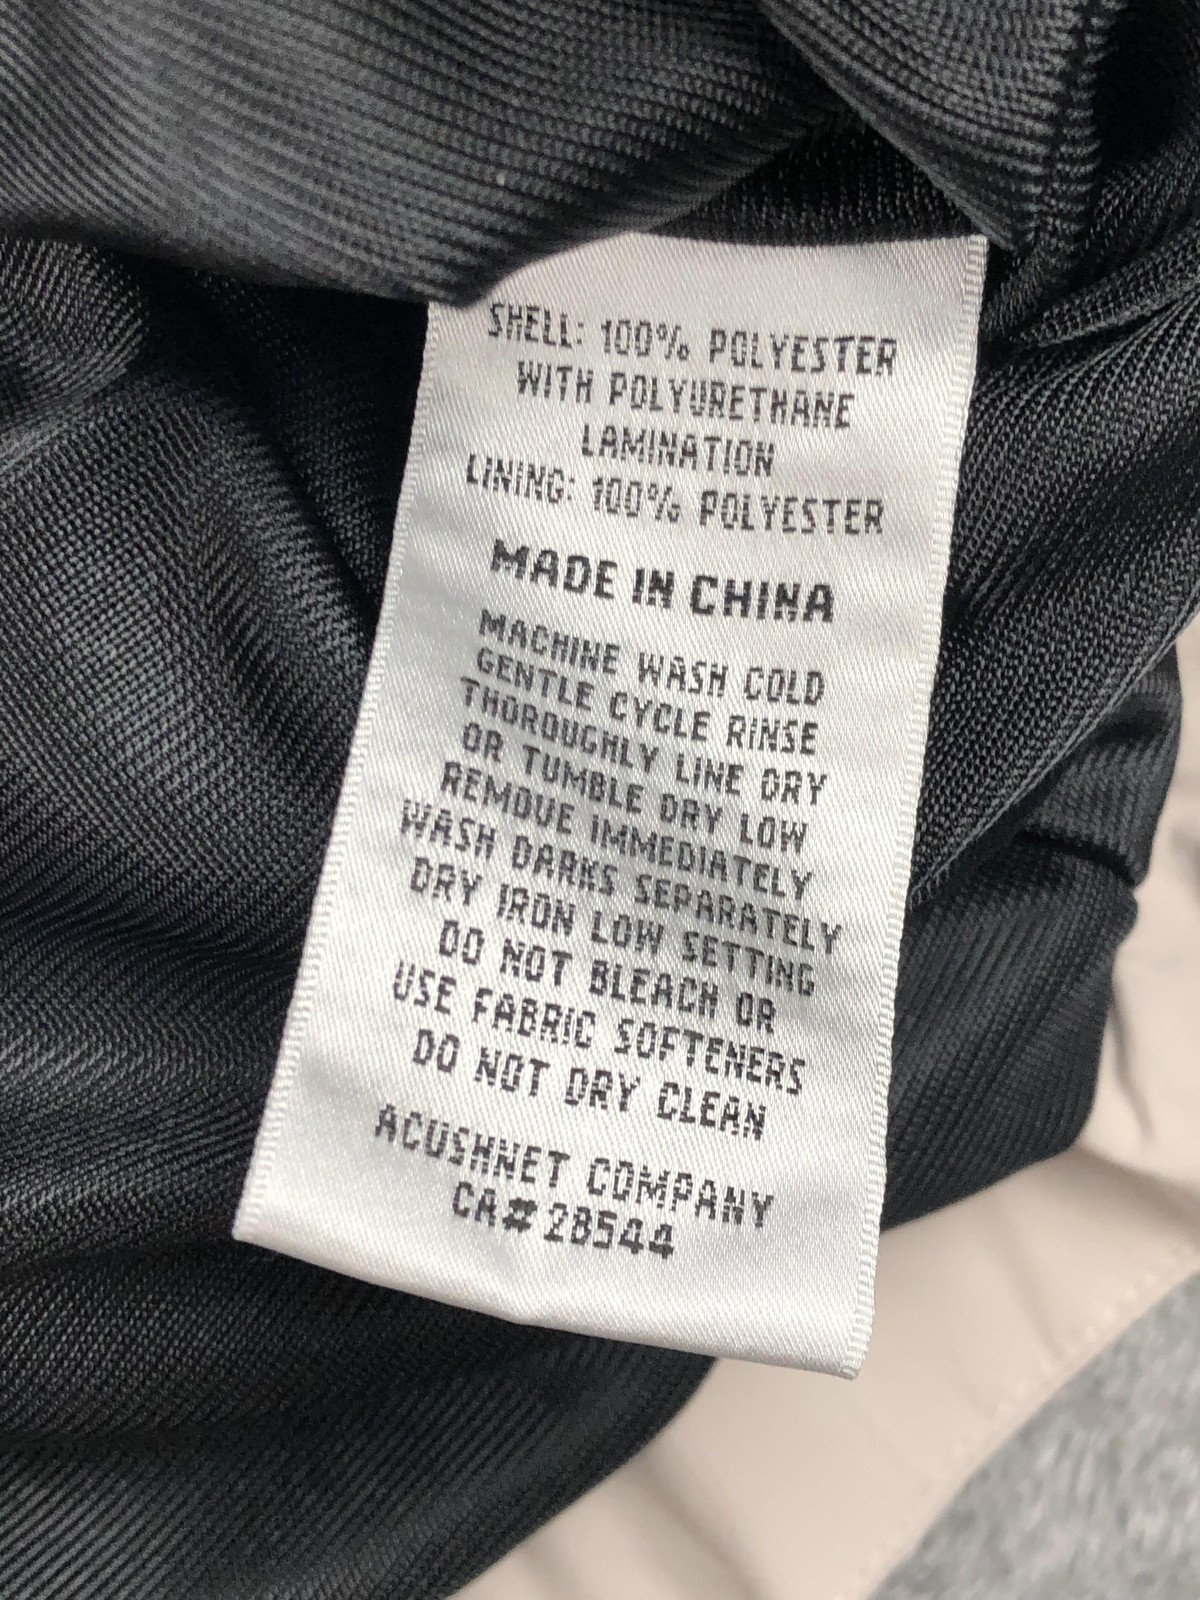 SHELL: 100% POLYESTER
WITH POLYURETHANE
LAMINATION
LINING: 100% POLYESTER
MADE IN CHINA
MACHINE WASH COLD
GENTLE CYCLE RINSE
THOROUGHLY LINE DRY
OR TUMBLE DRY LOW
REMOVE IMMEDIATELY
WASH DARKS SEPARATELY
DRY IRON LOW SETTING
DO NOT BLEACH OR
USE FABRIC SOFTENERS
DO NOT DRY CLEAN
ACUSHNET COMPANY
CA# 28544